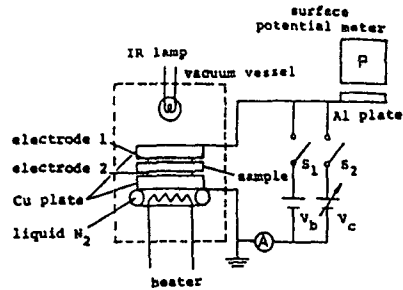 surface
potential meter
IR lamp
vacuum vessel
P
electrode 1
electrode 2
Cu plate
liquid N2
sample
heater
Al plate
S1
S2
A
Vb
Vc